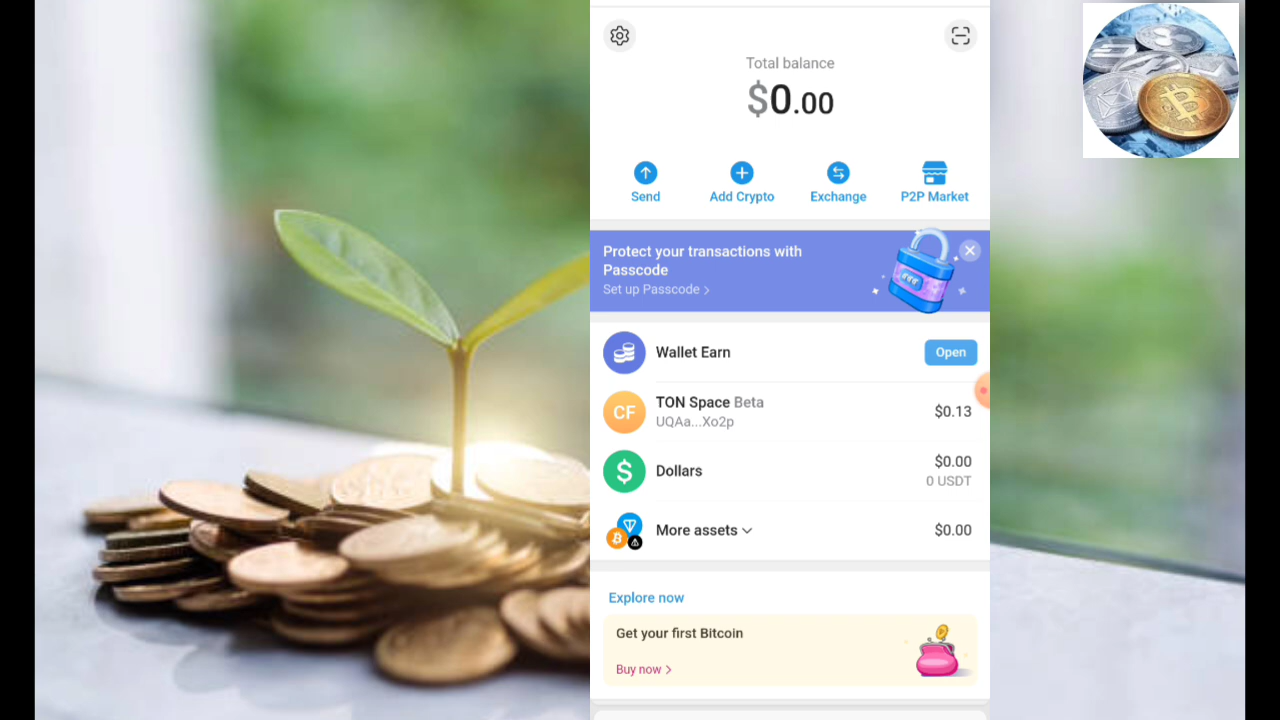 Total balance
$0.00
Send
Add Crypto
Exchange
P2P Market
Protect your transactions with
Passcode
Set up Passcode >
Wallet Earn
Open
CF
TON Space Beta
$0.13
UQAa...Xo2p
$
Dollars
$0.00
0 USDT
More assets
$0.00
Explore now
Get your first Bitcoin
Buy now >